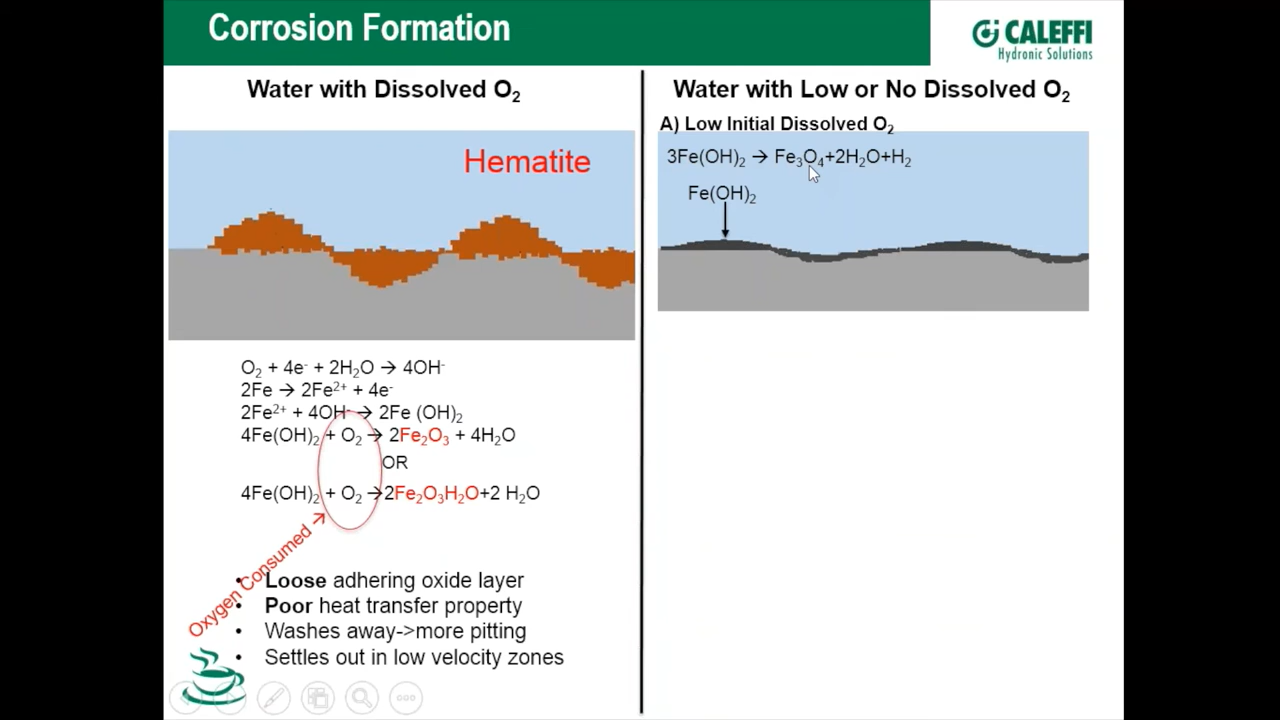 Corrosion Formation
CALEFFI
Hydronic Solutions
Water with Dissolved O₂
Hematite
O₂ + 4e⁻ + 2H₂O → 4OH⁻
2Fe → 2Fe²⁺ + 4e⁻
2Fe²⁺ + 4OH⁻ → 2Fe (OH)₂
4Fe(OH)₂ + O₂ → 2Fe₂O₃ + 4H₂O
OR
4Fe(OH)₂ + O₂ →2Fe₂O₃H₂O+2 H₂O
Oxygen Consumed →
• Loose adhering oxide layer
• Poor heat transfer property
• Washes away->more pitting
• Settles out in low velocity zones
Water with Low or No Dissolved O₂
A) Low Initial Dissolved O₂
3Fe(OH)₂ → Fe₃O₄+2H₂O+H₂
Fe(OH)₂